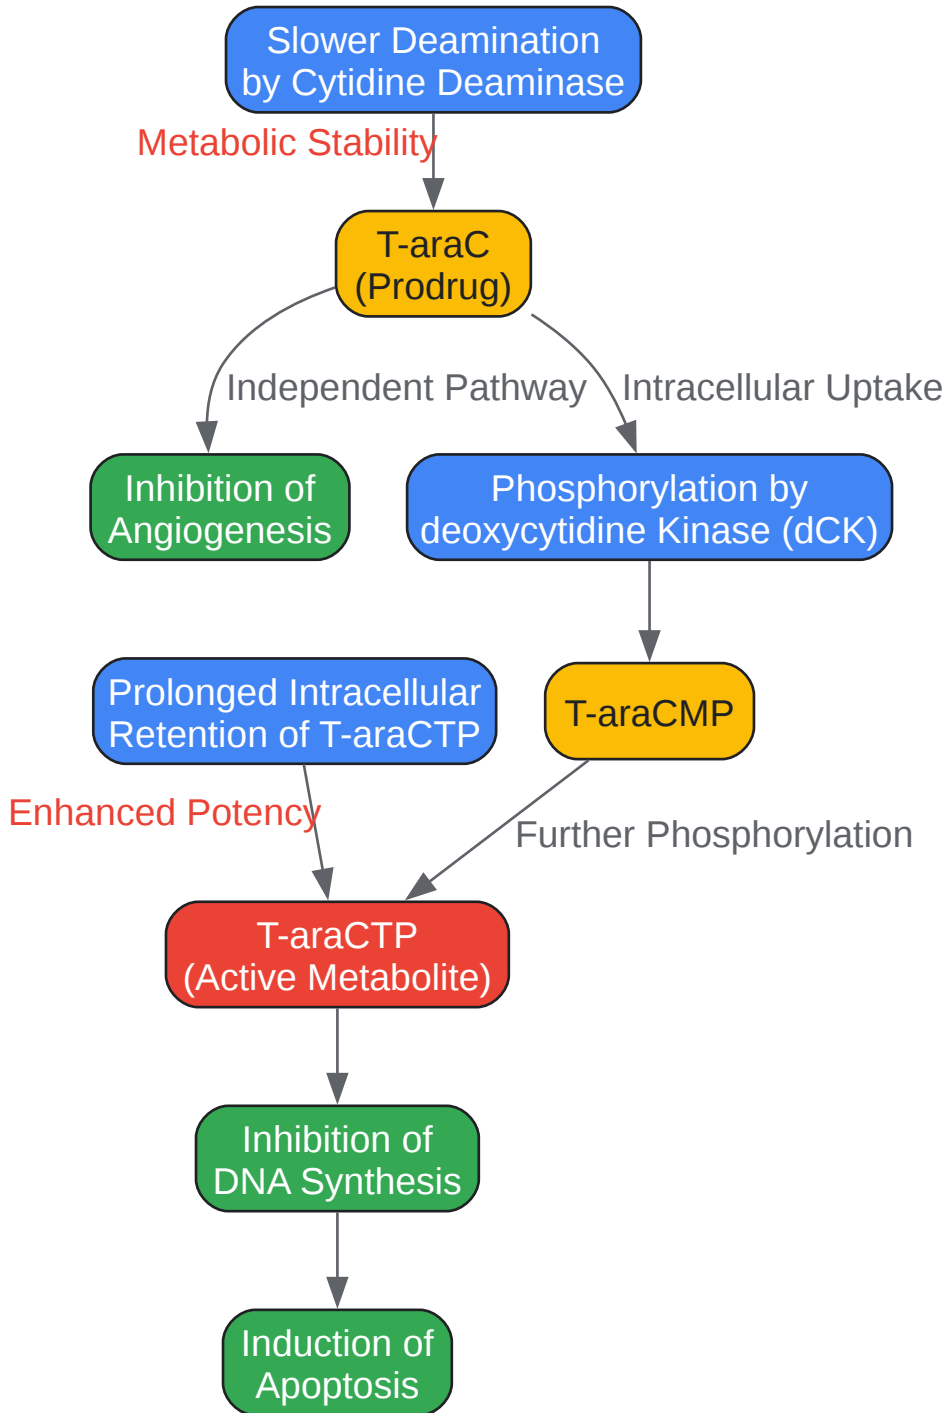 Slower Deamination
by Cytidine Deaminase
Metabolic Stability
T-araC
(Prodrug)
Independent Pathway
Intracellular Uptake
Inhibition of
Angiogenesis
Phosphorylation by
deoxycytidine Kinase (dCK)
Prolonged Intracellular
Retention of T-araCTP
T-araCMP
Enhanced Potency
Further Phosphorylation
T-araCTP
(Active Metabolite)
Inhibition of
DNA Synthesis
Induction of
Apoptosis